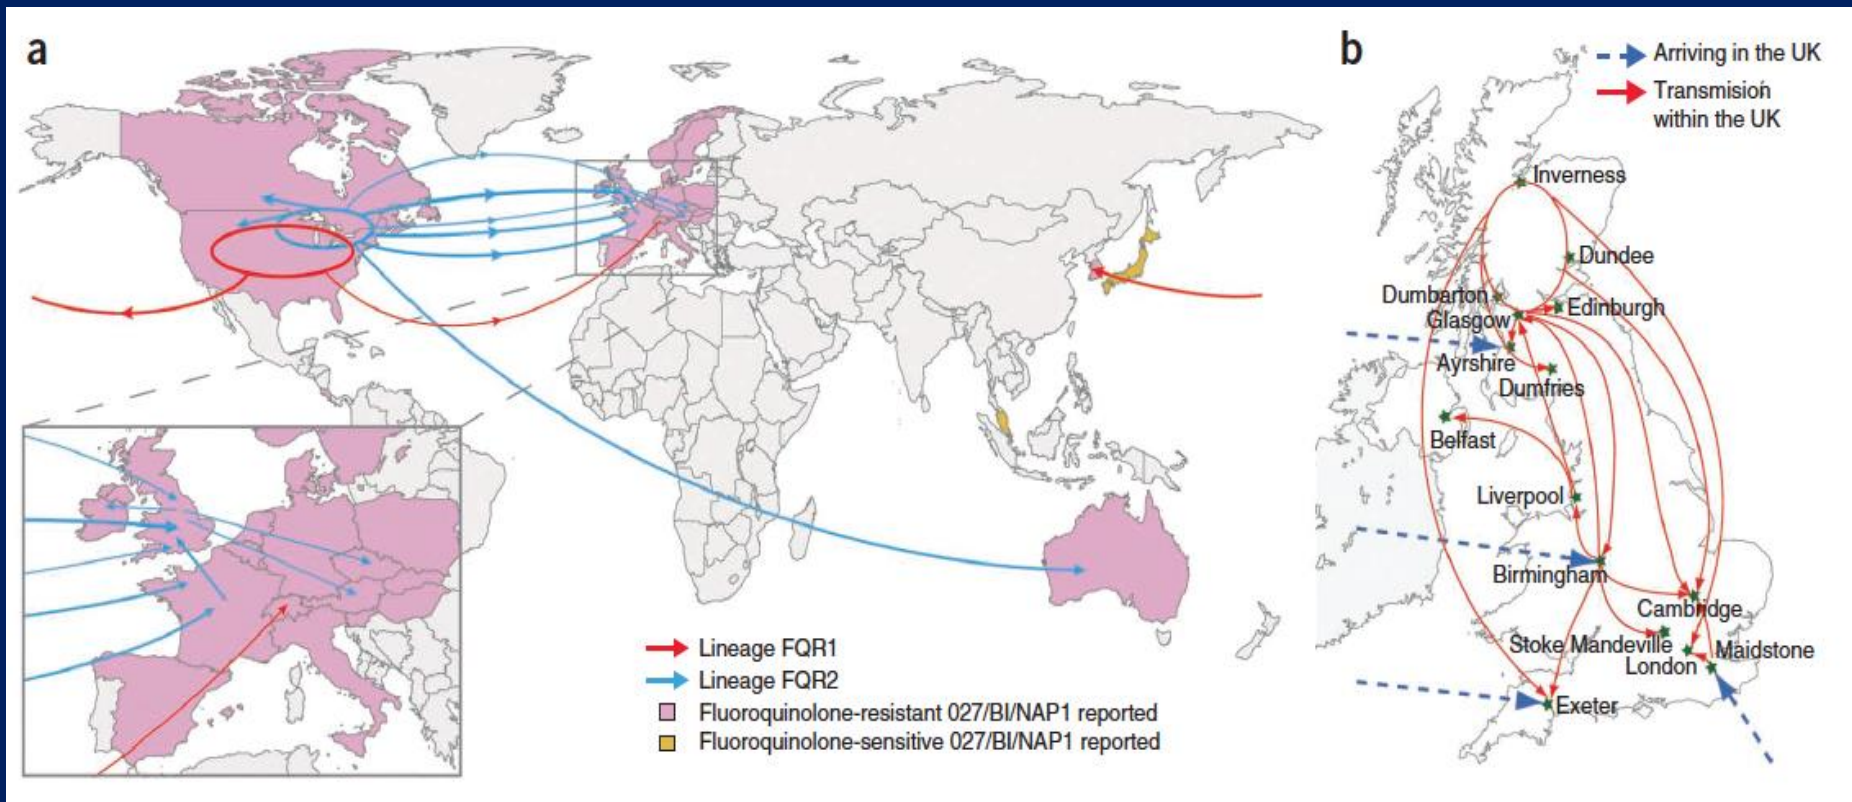 a
Lineage FQR1
Lineage FQR2
Fluoroquinolone-resistant 027/BI/NAP1 reported
Fluoroquinolone-sensitive 027/BI/NAP1 reported
b
Arriving in the UK
Transmision
within the UK
Inverness
Dundee
Dumbarton
Edinburgh
Glasgow
Ayrshire
Dumfries
Belfast
Liverpool
Birmingham
Cambridge
Stoke Mandeville
Maidstone
London
Exeter